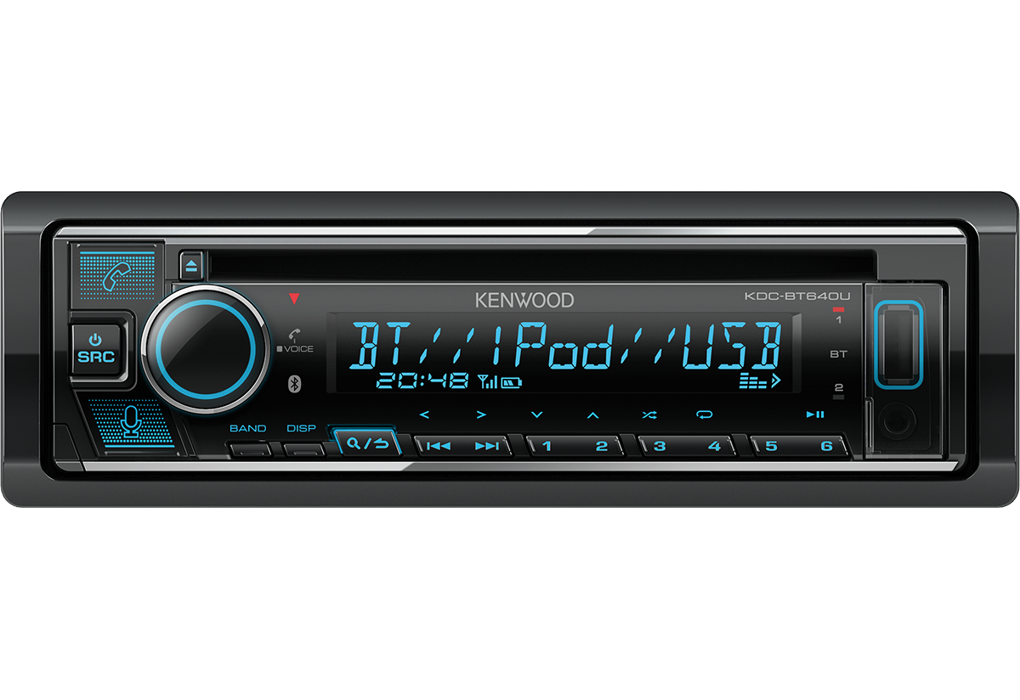 KENWOOD
KDC-BT640U
1
VOICE
BT//iPod//USB
BT
SRC
20:48
2
BAND DISP
1 2 3 4 5 6